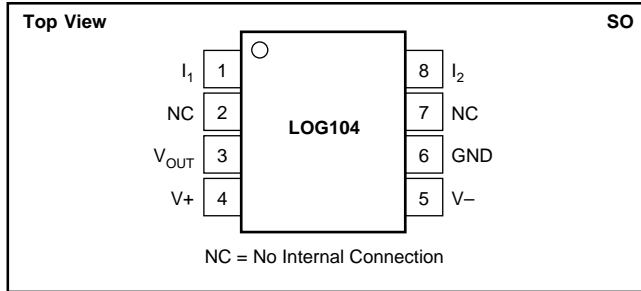 Top View SO
I1 1 8 I2
NC 2 7 NC
LOG104
VOUT 3 6 GND
V+ 4 5 V–
NC = No Internal Connection